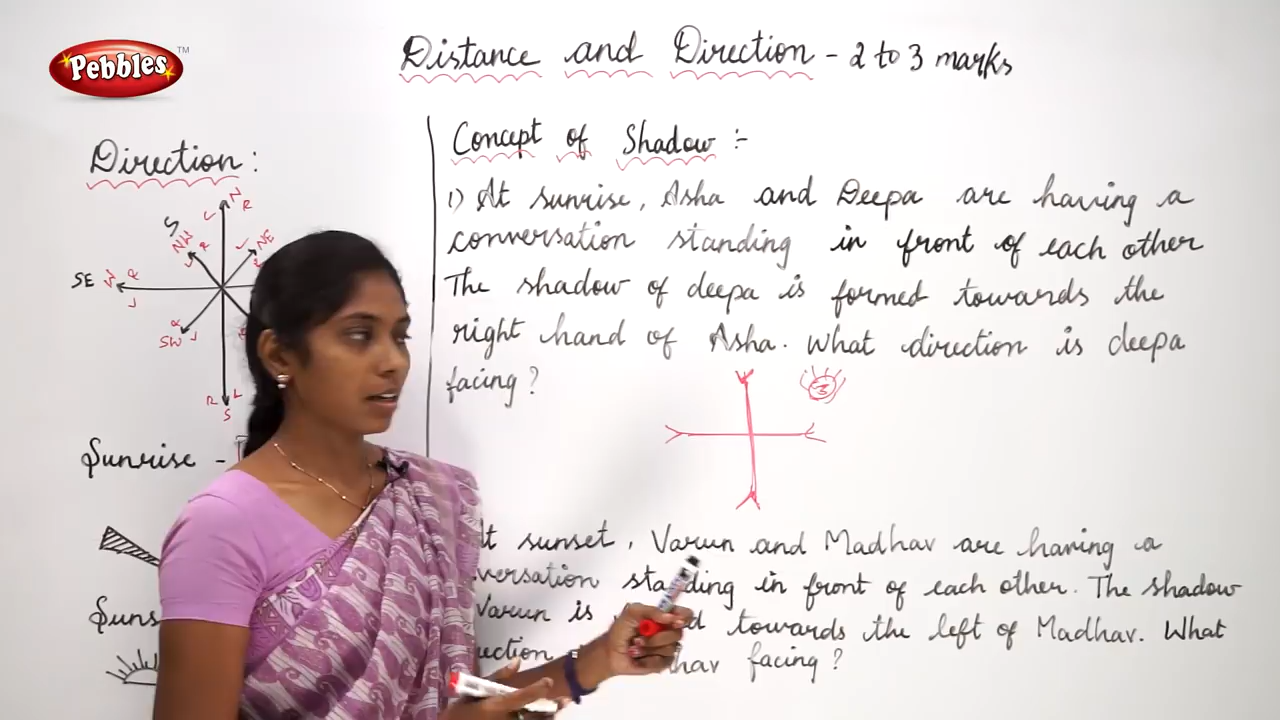 Pebbles TM
Distance and Direction - 2 to 3 marks
Direction:
N
L R
S
NW R
NE
L
SE W R
L
R
SW L
R L
S
Sunrise -
Concept of Shadow :-
1) At sunrise, Asha and Deepa are having a
conversation standing in front of each other
The shadow of deepa is formed towards the
right hand of Asha. What direction is deepa
facing?
At sunset, Varun and Madhav are having a
standing in front of each other. The shadow
Varun is towards the left of Madhav. What
facing?